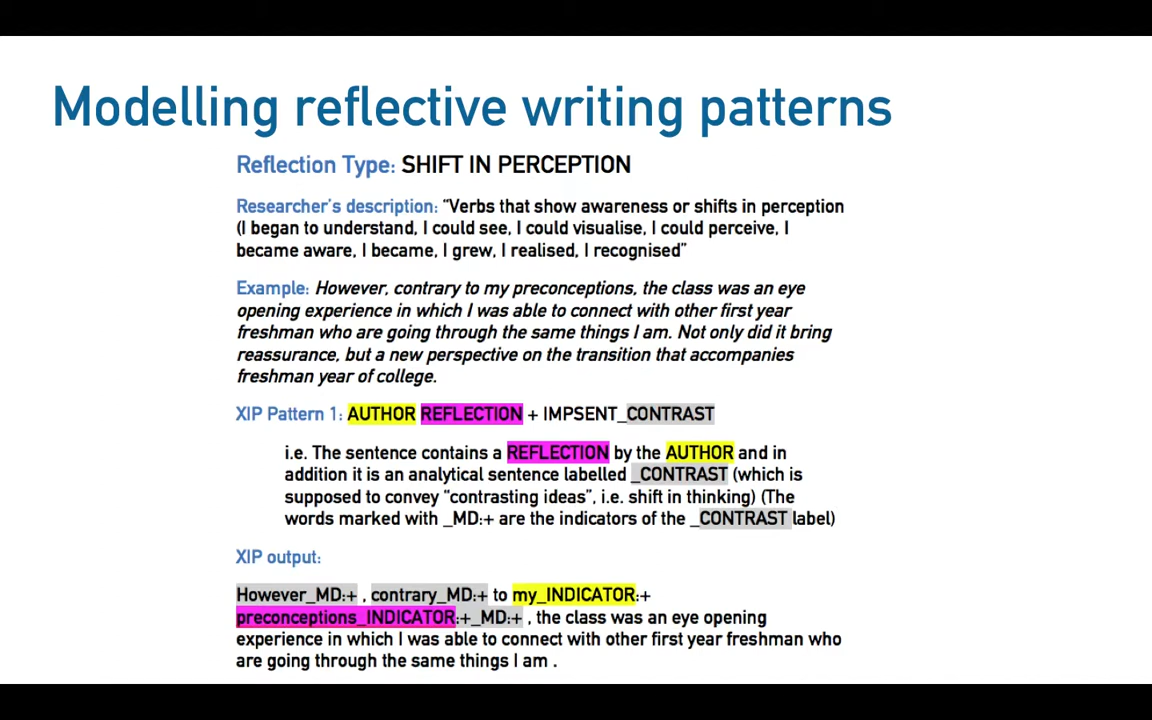 Modelling reflective writing patterns
Reflection Type: SHIFT IN PERCEPTION
Researcher's description: “Verbs that show awareness or shifts in perception
(I began to understand, I could see, I could visualise, I could perceive, I
became aware, I became, I grew, I realised, I recognised”
Example: However, contrary to my preconceptions, the class was an eye
opening experience in which I was able to connect with other first year
freshman who are going through the same things I am. Not only did it bring
reassurance, but a new perspective on the transition that accompanies
freshman year of college.
XIP Pattern 1: AUTHOR REFLECTION + IMPSENT_CONTRAST
i.e. The sentence contains a REFLECTION by the AUTHOR and in
addition it is an analytical sentence labelled _CONTRAST (which is
supposed to convey “contrasting ideas”, i.e. shift in thinking) (The
words marked with _MD:+ are the indicators of the _CONTRAST label)
XIP output:
However_MD:+ , contrary_MD:+ to my_INDICATOR:+
preconceptions_INDICATOR:+_MD:+ , the class was an eye opening
experience in which I was able to connect with other first year freshman who
are going through the same things I am .